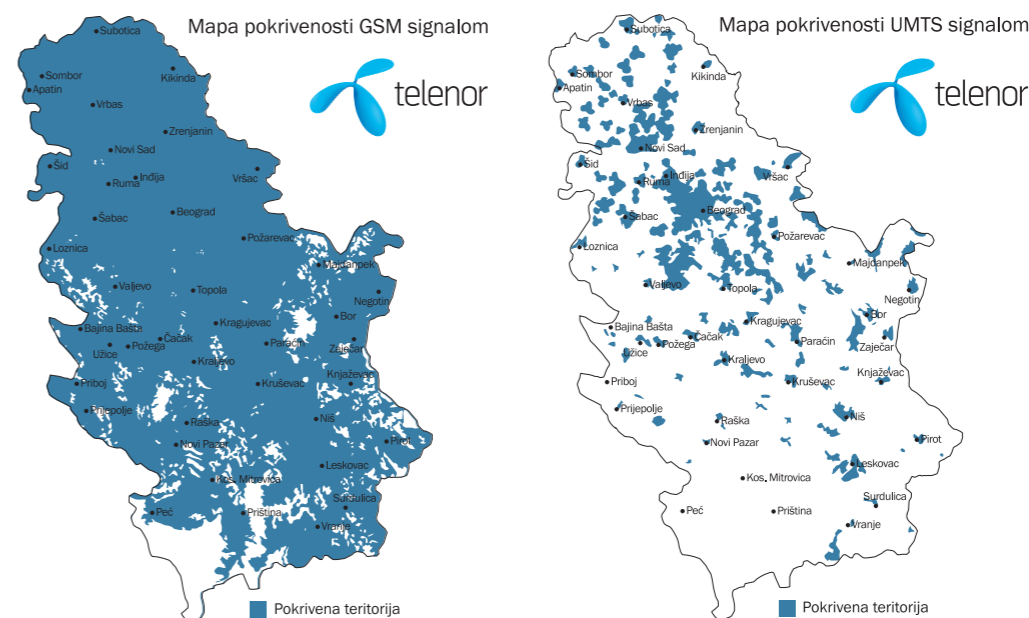 Mapa pokrivenosti GSM signalom
telenor
Subotica
Sombor
Kikinda
Apatin
Vrbas
Zrenjanin
Novi Sad
Šid
Vršac
Inđija
Ruma
Beograd
Šabac
Požarevac
Loznica
Majdanpek
Valjevo
Topola
Negotin
Bor
Kragujevac
Bajina Bašta
Čačak
Paraćin
Užice
Požega
Zaječar
Kraljevo
Priboj
Kruševac
Knjaževac
Prijepolje
Raška
Niš
Novi Pazar
Pirot
Leskovac
Kos. Mitrovica
Surdulica
Peć
Priština
Vranje
Pokrivena teritorija
Mapa pokrivenosti UMTS signalom
telenor
Subotica
Sombor
Kikinda
Apatin
Vrbas
Zrenjanin
Novi Sad
Šid
Vršac
Inđija
Ruma
Beograd
Šabac
Požarevac
Loznica
Majdanpek
Valjevo
Topola
Negotin
Bor
Kragujevac
Bajina Bašta
Čačak
Paraćin
Užice
Požega
Zaječar
Kraljevo
Priboj
Kruševac
Knjaževac
Prijepolje
Raška
Niš
Novi Pazar
Pirot
Leskovac
Kos. Mitrovica
Surdulica
Peć
Priština
Vranje
Pokrivena teritorija